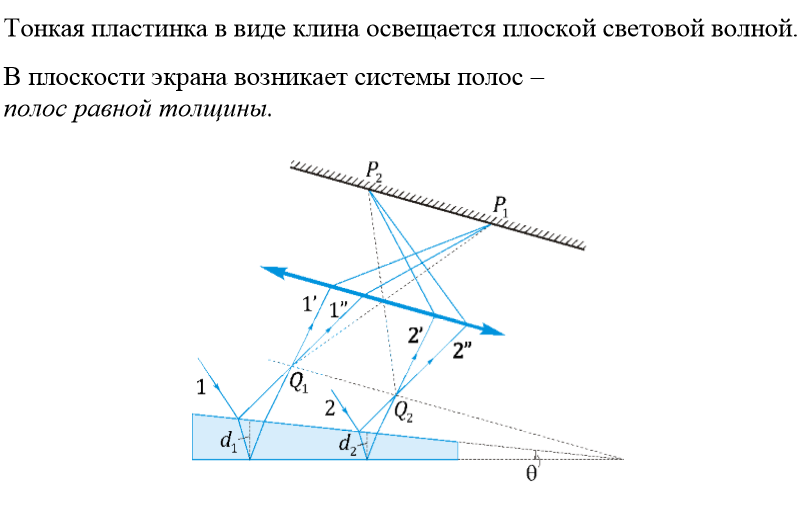 Тонкая пластинка в виде клина освещается плоской световой волной.
В плоскости экрана возникает системы полос –
полос равной толщины.
P₂
P₁
1’ 1”
2’
2”
1
Q₁
2
Q₂
d₁
d₂
θ